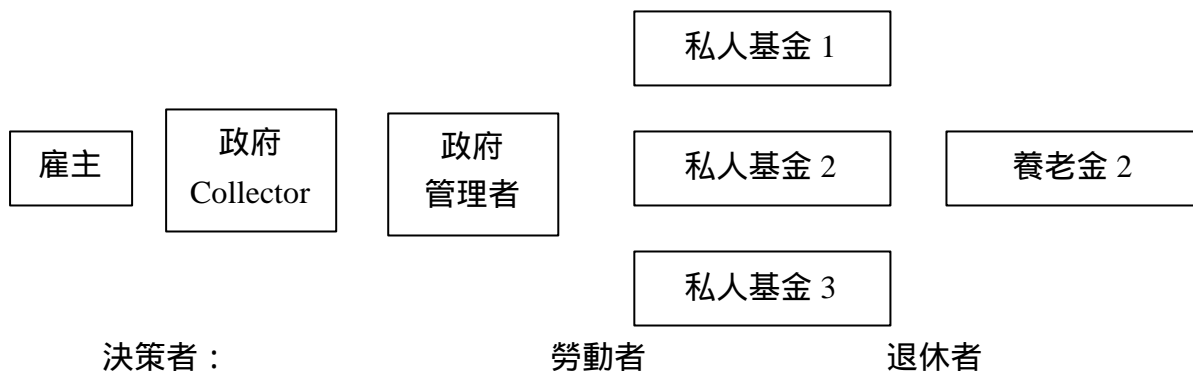 私人基金 1
雇主
政府
Collector
政府
管理者
私人基金 2
養老金 2
私人基金 3
決策者：
勞動者
退休者